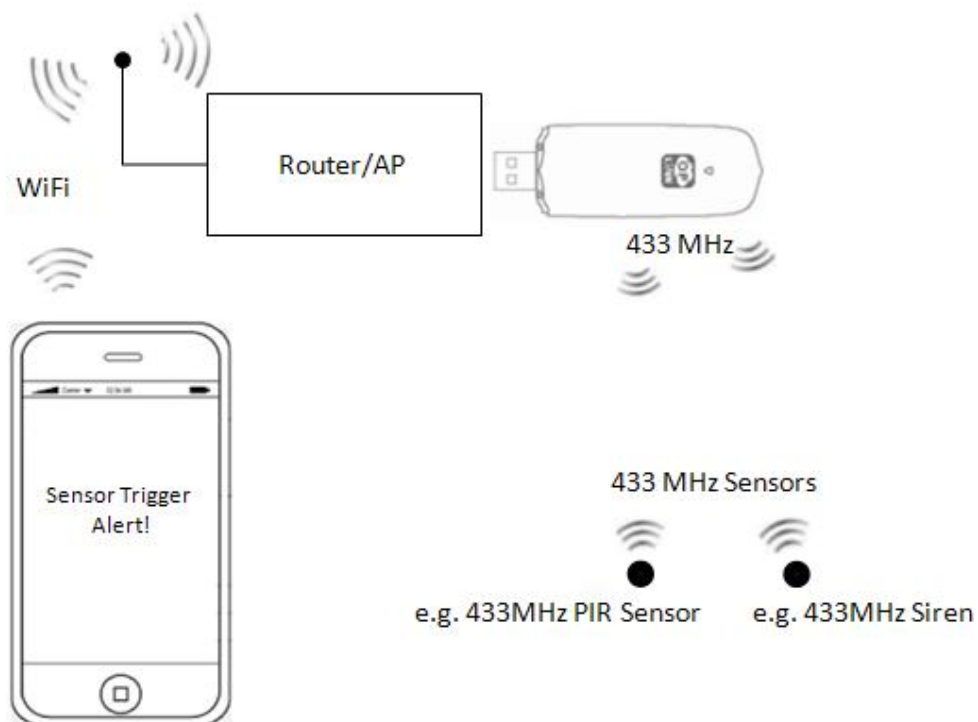 WiFi
Router/AP
433 MHz
Sensor Trigger
Alert!
433 MHz Sensors
e.g. 433MHz PIR Sensor
e.g. 433MHz Siren